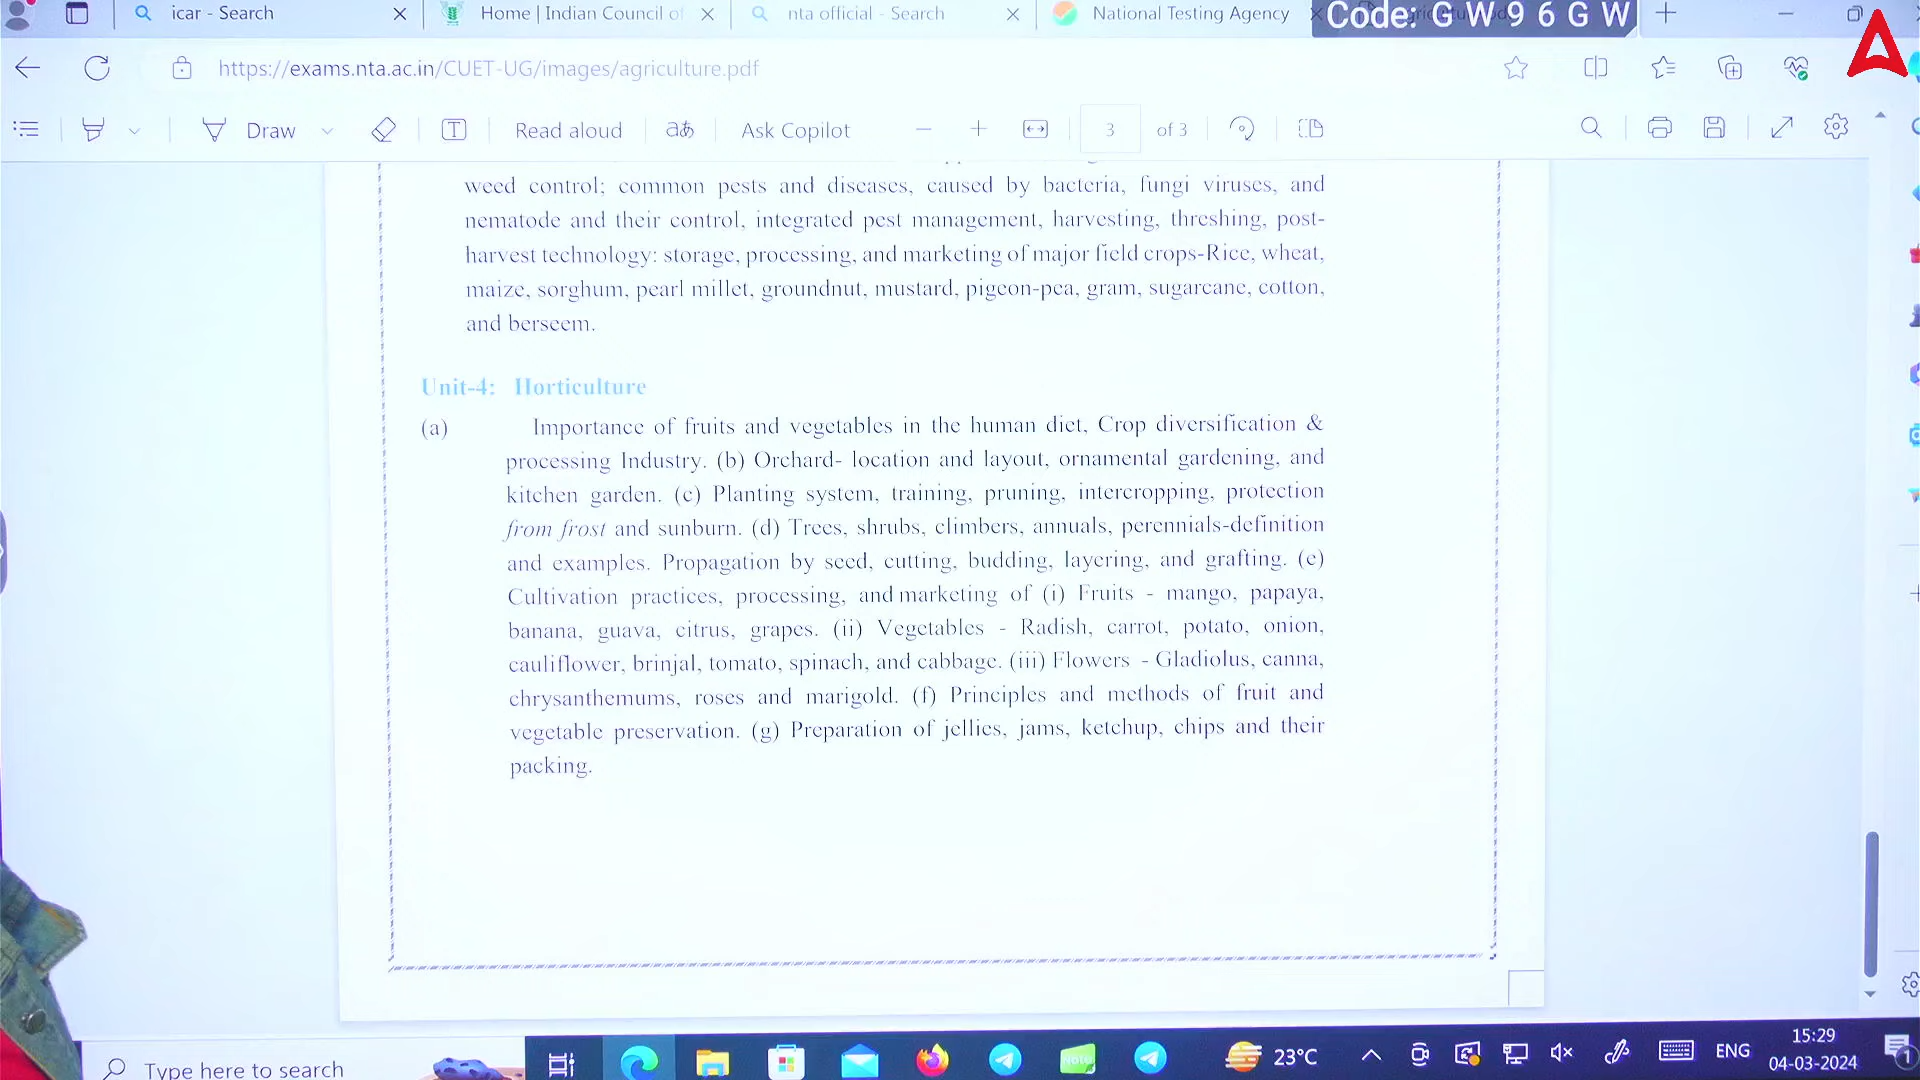 icar - Search
Home | Indian Council of
nta official - Search
National Testing Agency
Code: G W 9 6 G W
https://exams.nta.ac.in/CUET-UG/images/agriculture.pdf
Draw
T
Read aloud
aあ
Ask Copilot
3
of 3
weed control; common pests and diseases, caused by bacteria, fungi viruses, and
nematode and their control, integrated pest management, harvesting, threshing, post-
harvest technology: storage, processing, and marketing of major field crops-Rice, wheat,
maize, sorghum, pearl millet, groundnut, mustard, pigeon-pea, gram, sugarcane, cotton,
and berseem.
Unit-4: Horticulture
(a) Importance of fruits and vegetables in the human diet, Crop diversification &
processing Industry. (b) Orchard- location and layout, ornamental gardening, and
kitchen garden. (c) Planting system, training, pruning, intercropping, protection
from frost and sunburn. (d) Trees, shrubs, climbers, annuals, perennials-definition
and examples. Propagation by seed, cutting, budding, layering, and grafting. (e)
Cultivation practices, processing, and marketing of (i) Fruits - mango, papaya,
banana, guava, citrus, grapes. (ii) Vegetables - Radish, carrot, potato, onion,
cauliflower, brinjal, tomato, spinach, and cabbage. (iii) Flowers - Gladiolus, canna,
chrysanthemums, roses and marigold. (f) Principles and methods of fruit and
vegetable preservation. (g) Preparation of jellies, jams, ketchup, chips and their
packing.
Type here to search
23°C
ENG
15:29
04-03-2024
1